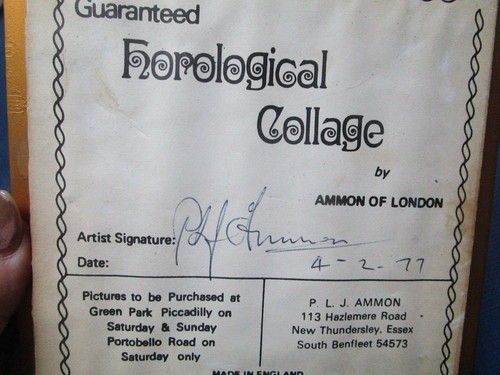 Guaranteed
Horological
Collage
by
AMMON OF LONDON
Artist Signature: PLJ Ammon
Date: 4-2.77
Pictures to be Purchased at
Green Park Piccadilly on
Saturday & Sunday
Portobello Road on
Saturday only
P. L. J. AMMON
113 Hazlemere Road
New Thundersley, Essex
South Benfleet 54573
MADE IN ENGLAND